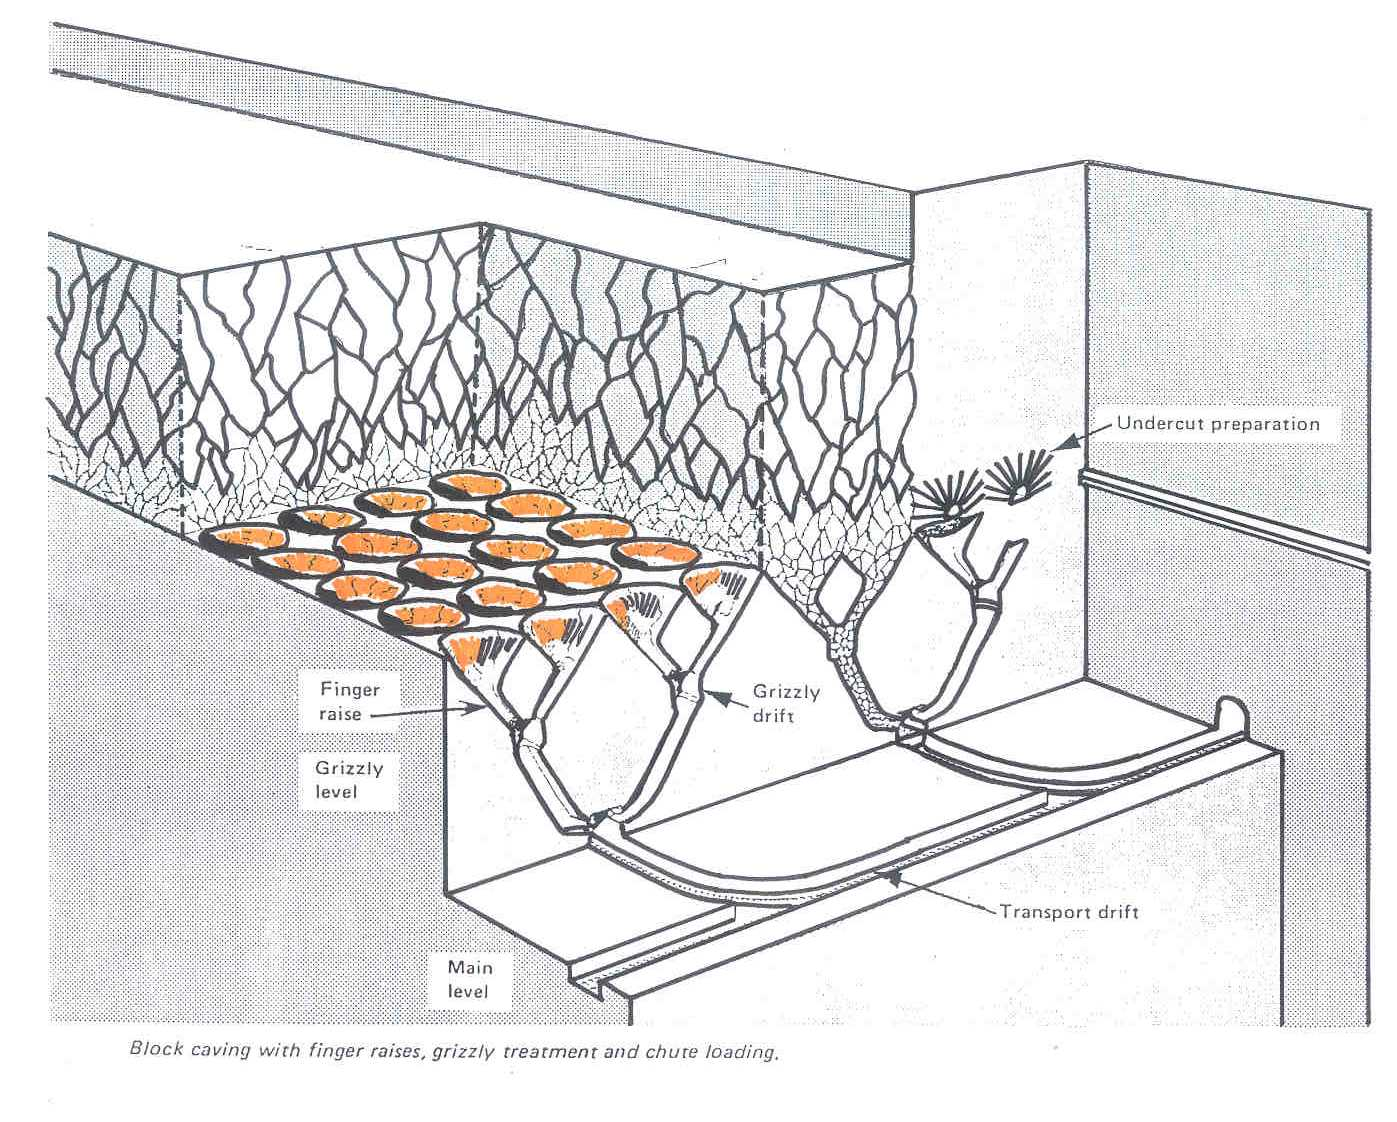 Undercut preparation
Finger
raise
Grizzly
drift
Grizzly
level
Transport drift
Main
level
Block caving with finger raises, grizzly treatment and chute loading.